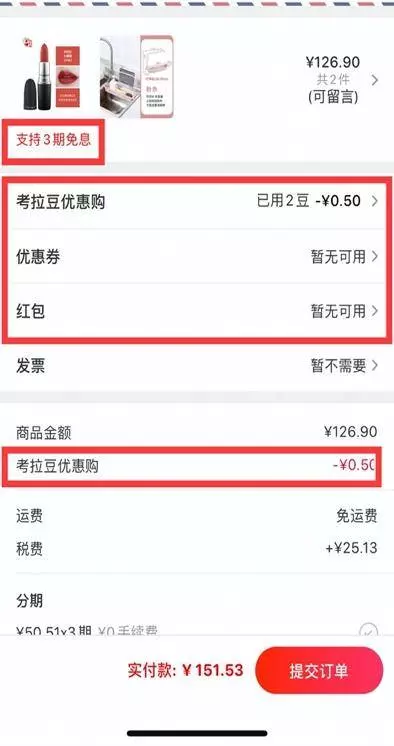 ¥126.90
共2件
(可留言)
粉色
支持3期免息
考拉豆优惠购 已用2豆 -¥0.50
优惠券 暂无可用
红包 暂无可用
发票 暂不需要
商品金额 ¥126.90
考拉豆优惠购 -¥0.50
运费 免运费
税费 +¥25.13
分期
¥50.51x3期 ¥0手续费
实付款: ¥151.53 提交订单